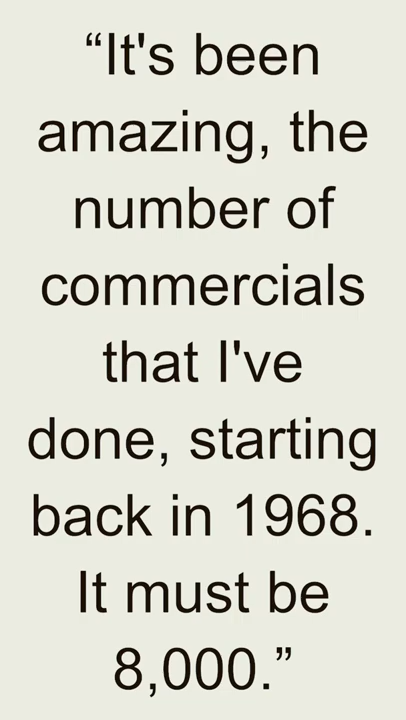 “It's been
amazing, the
number of
commercials
that I've
done, starting
back in 1968.
It must be
8,000.”